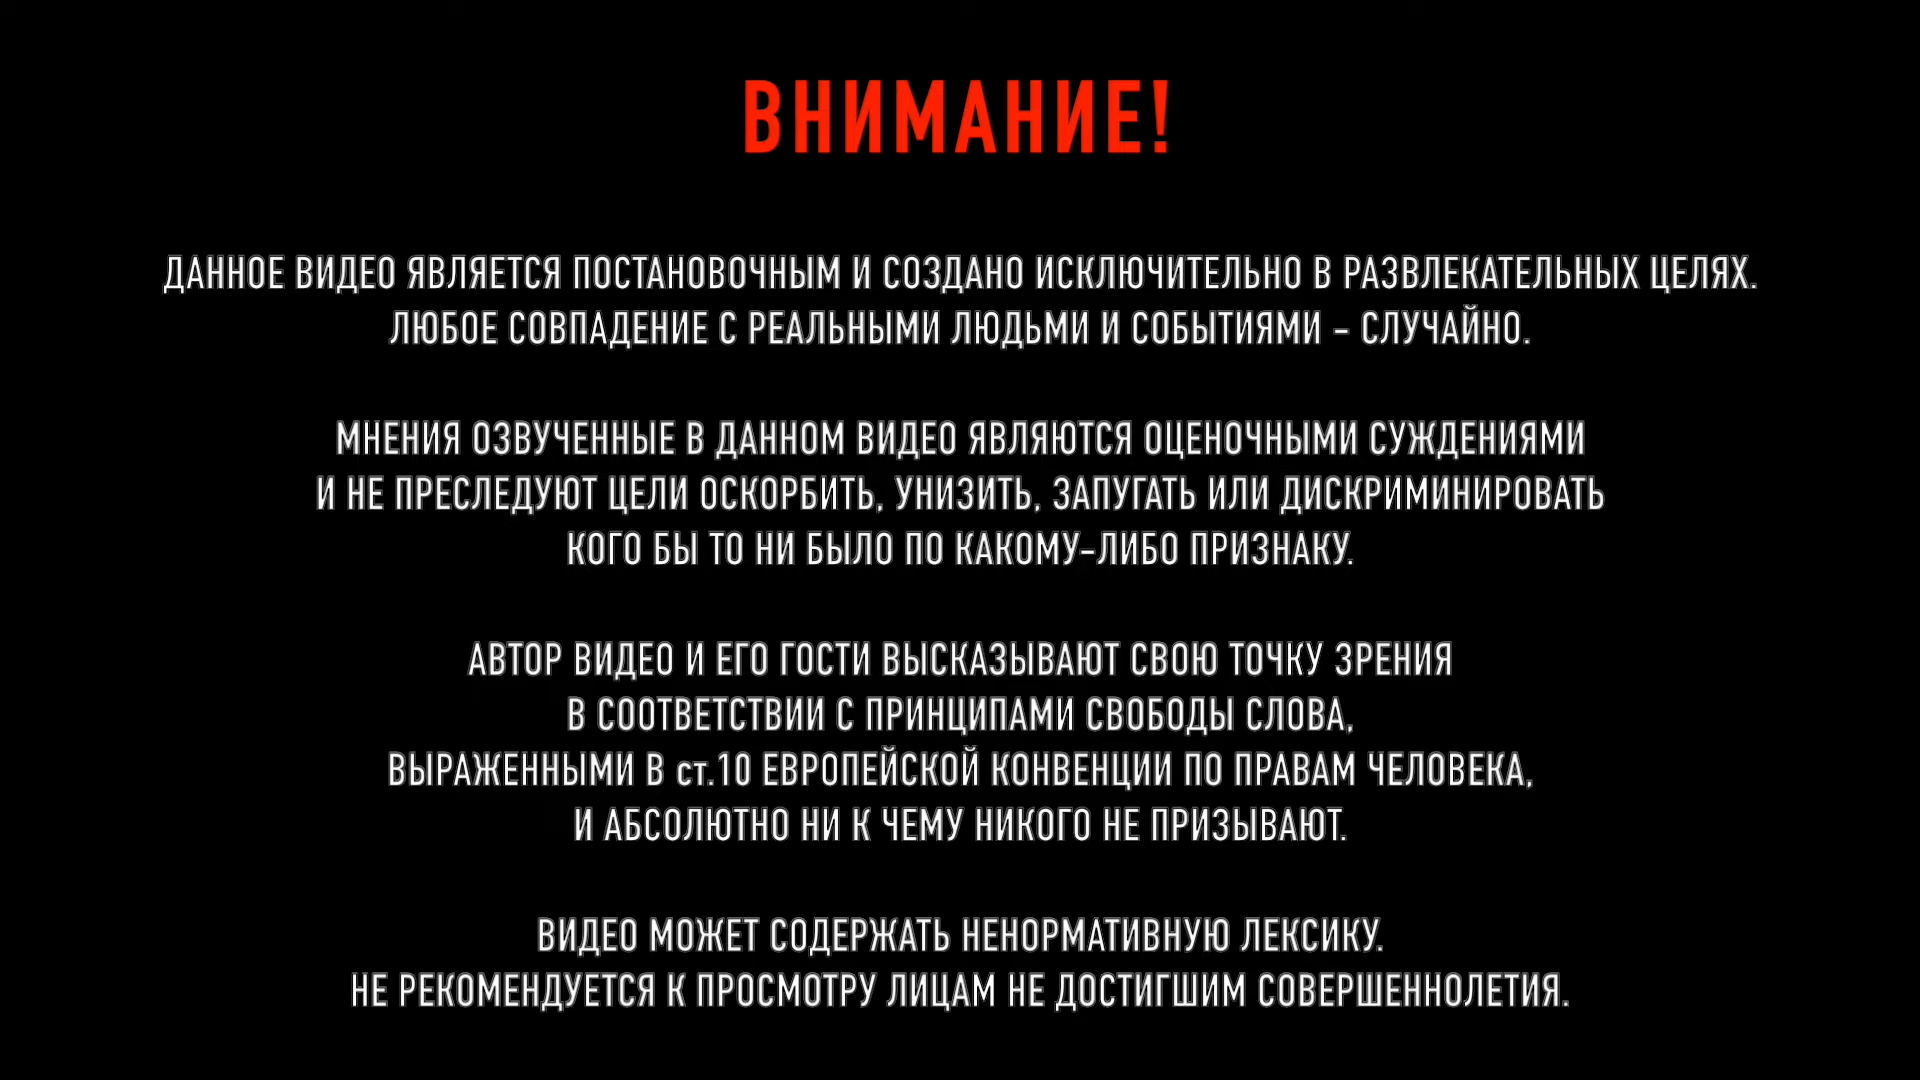 ВНИМАНИЕ!
ДАННОЕ ВИДЕО ЯВЛЯЕТСЯ ПОСТАНОВОЧНЫМ И СОЗДАНО ИСКЛЮЧИТЕЛЬНО В РАЗВЛЕКАТЕЛЬНЫХ ЦЕЛЯХ.
ЛЮБОЕ СОВПАДЕНИЕ С РЕАЛЬНЫМИ ЛЮДЬМИ И СОБЫТИЯМИ - СЛУЧАЙНО.
МНЕНИЯ ОЗВУЧЕННЫЕ В ДАННОМ ВИДЕО ЯВЛЯЮТСЯ ОЦЕНОЧНЫМИ СУЖДЕНИЯМИ
И НЕ ПРЕСЛЕДУЮТ ЦЕЛИ ОСКОРБИТЬ, УНИЗИТЬ, ЗАПУГАТЬ ИЛИ ДИСКРИМИНИРОВАТЬ
КОГО БЫ ТО НИ БЫЛО ПО КАКОМУ-ЛИБО ПРИЗНАКУ.
АВТОР ВИДЕО И ЕГО ГОСТИ ВЫСКАЗЫВАЮТ СВОЮ ТОЧКУ ЗРЕНИЯ
В СООТВЕТСТВИИ С ПРИНЦИПАМИ СВОБОДЫ СЛОВА,
ВЫРАЖЕННЫМИ В ст.10 ЕВРОПЕЙСКОЙ КОНВЕНЦИИ ПО ПРАВАМ ЧЕЛОВЕКА,
И АБСОЛЮТНО НИ К ЧЕМУ НИКОГО НЕ ПРИЗЫВАЮТ.
ВИДЕО МОЖЕТ СОДЕРЖАТЬ НЕНОРМАТИВНУЮ ЛЕКСИКУ.
НЕ РЕКОМЕНДУЕТСЯ К ПРОСМОТРУ ЛИЦАМ НЕ ДОСТИГШИМ СОВЕРШЕННОЛЕТИЯ.